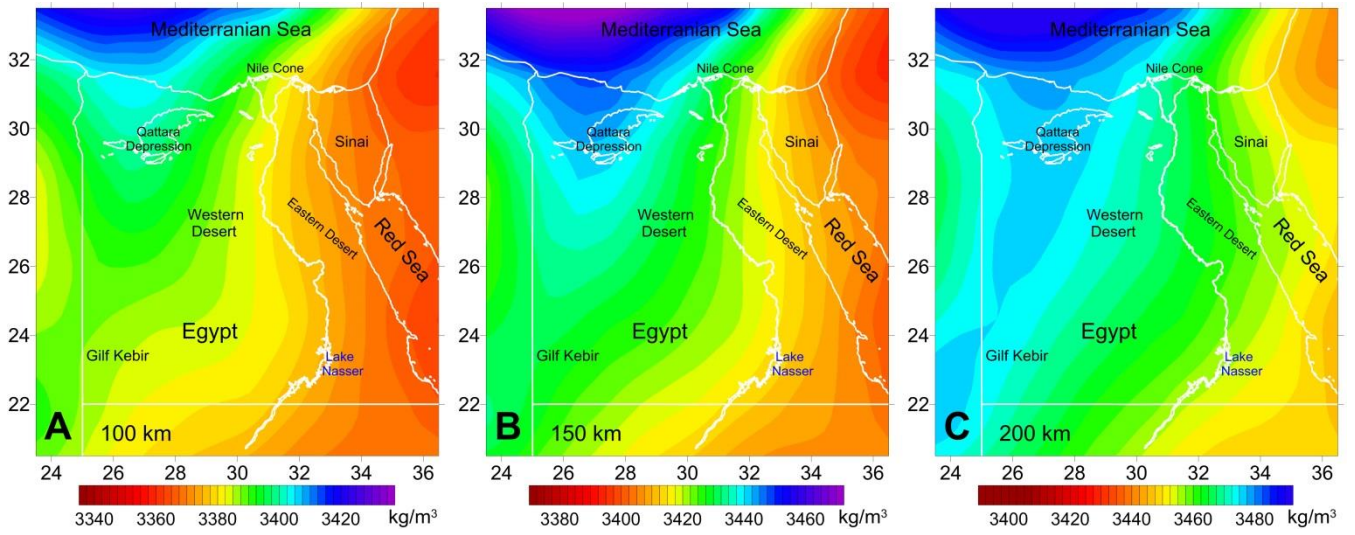 Mediterranian Sea
Nile Cone
Qattara
Depression
Sinai
Western
Desert
Eastern Desert
Red Sea
Egypt
Gilf Kebir
Lake
Nasser
A
100 km
32
30
28
26
24
22
24 26 28 30 32 34 36
3340 3360 3380 3400 3420 kg/m³
Mediterranian Sea
Nile Cone
Qattara
Depression
Sinai
Western
Desert
Eastern Desert
Red Sea
Egypt
Gilf Kebir
Lake
Nasser
B
150 km
32
30
28
26
24
22
24 26 28 30 32 34 36
3380 3400 3420 3440 3460 kg/m³
Mediterranian Sea
Nile Cone
Qattara
Depression
Sinai
Western
Desert
Eastern Desert
Red Sea
Egypt
Gilf Kebir
Lake
Nasser
C
200 km
32
30
28
26
24
22
24 26 28 30 32 34 36
3400 3420 3440 3460 3480 kg/m³